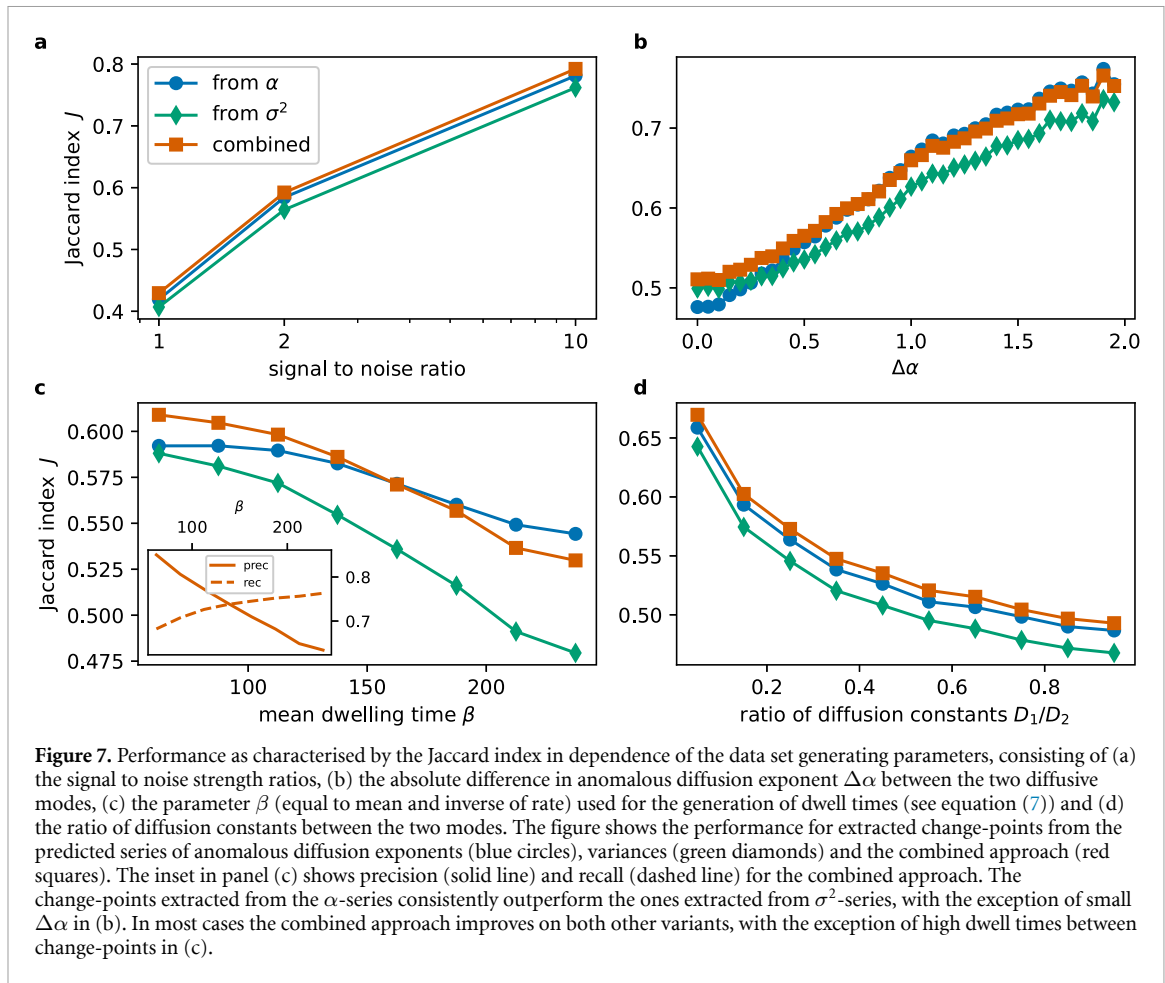 a
0.8
0.7
0.6
0.5
0.4
Jaccard index J
from α
from σ²
combined
1
2
10
signal to noise ratio
b
0.7
0.6
0.5
0.0
0.5
1.0
1.5
2.0
Δα
c
0.600
0.575
0.550
0.525
0.500
0.475
Jaccard index J
β
100
200
prec
rec
0.8
0.7
100
150
200
mean dwelling time β
d
0.65
0.60
0.55
0.50
0.2
0.4
0.6
0.8
ratio of diffusion constants D₁/D₂
Figure 7. Performance as characterised by the Jaccard index in dependence of the data set generating parameters, consisting of (a)
the signal to noise strength ratios, (b) the absolute difference in anomalous diffusion exponent Δα between the two diffusive
modes, (c) the parameter β (equal to mean and inverse of rate) used for the generation of dwell times (see equation (7)) and (d)
the ratio of diffusion constants between the two modes. The figure shows the performance for extracted change-points from the
predicted series of anomalous diffusion exponents (blue circles), variances (green diamonds) and the combined approach (red
squares). The inset in panel (c) shows precision (solid line) and recall (dashed line) for the combined approach. The
change-points extracted from the α-series consistently outperform the ones extracted from σ²-series, with the exception of small
Δα in (b). In most cases the combined approach improves on both other variants, with the exception of high dwell times between
change-points in (c).